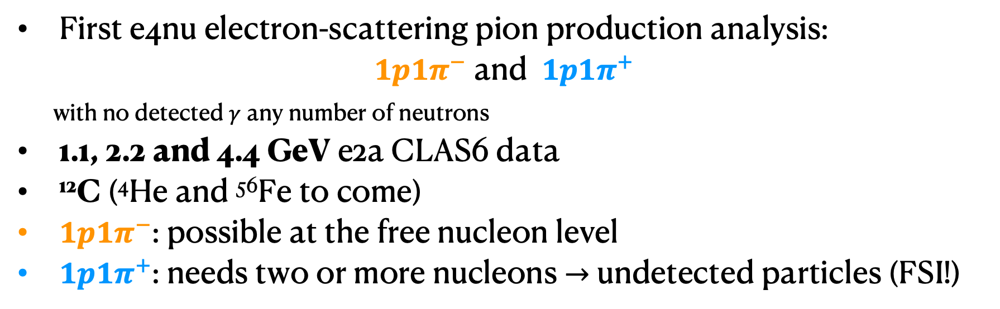 • First e4nu electron-scattering pion production analysis:
1p1π⁻ and 1p1π⁺
with no detected γ any number of neutrons
• 1.1, 2.2 and 4.4 GeV e2a CLAS6 data
• ¹²C (⁴He and ⁵⁶Fe to come)
• 1p1π⁻: possible at the free nucleon level
• 1p1π⁺: needs two or more nucleons → undetected particles (FSI!)